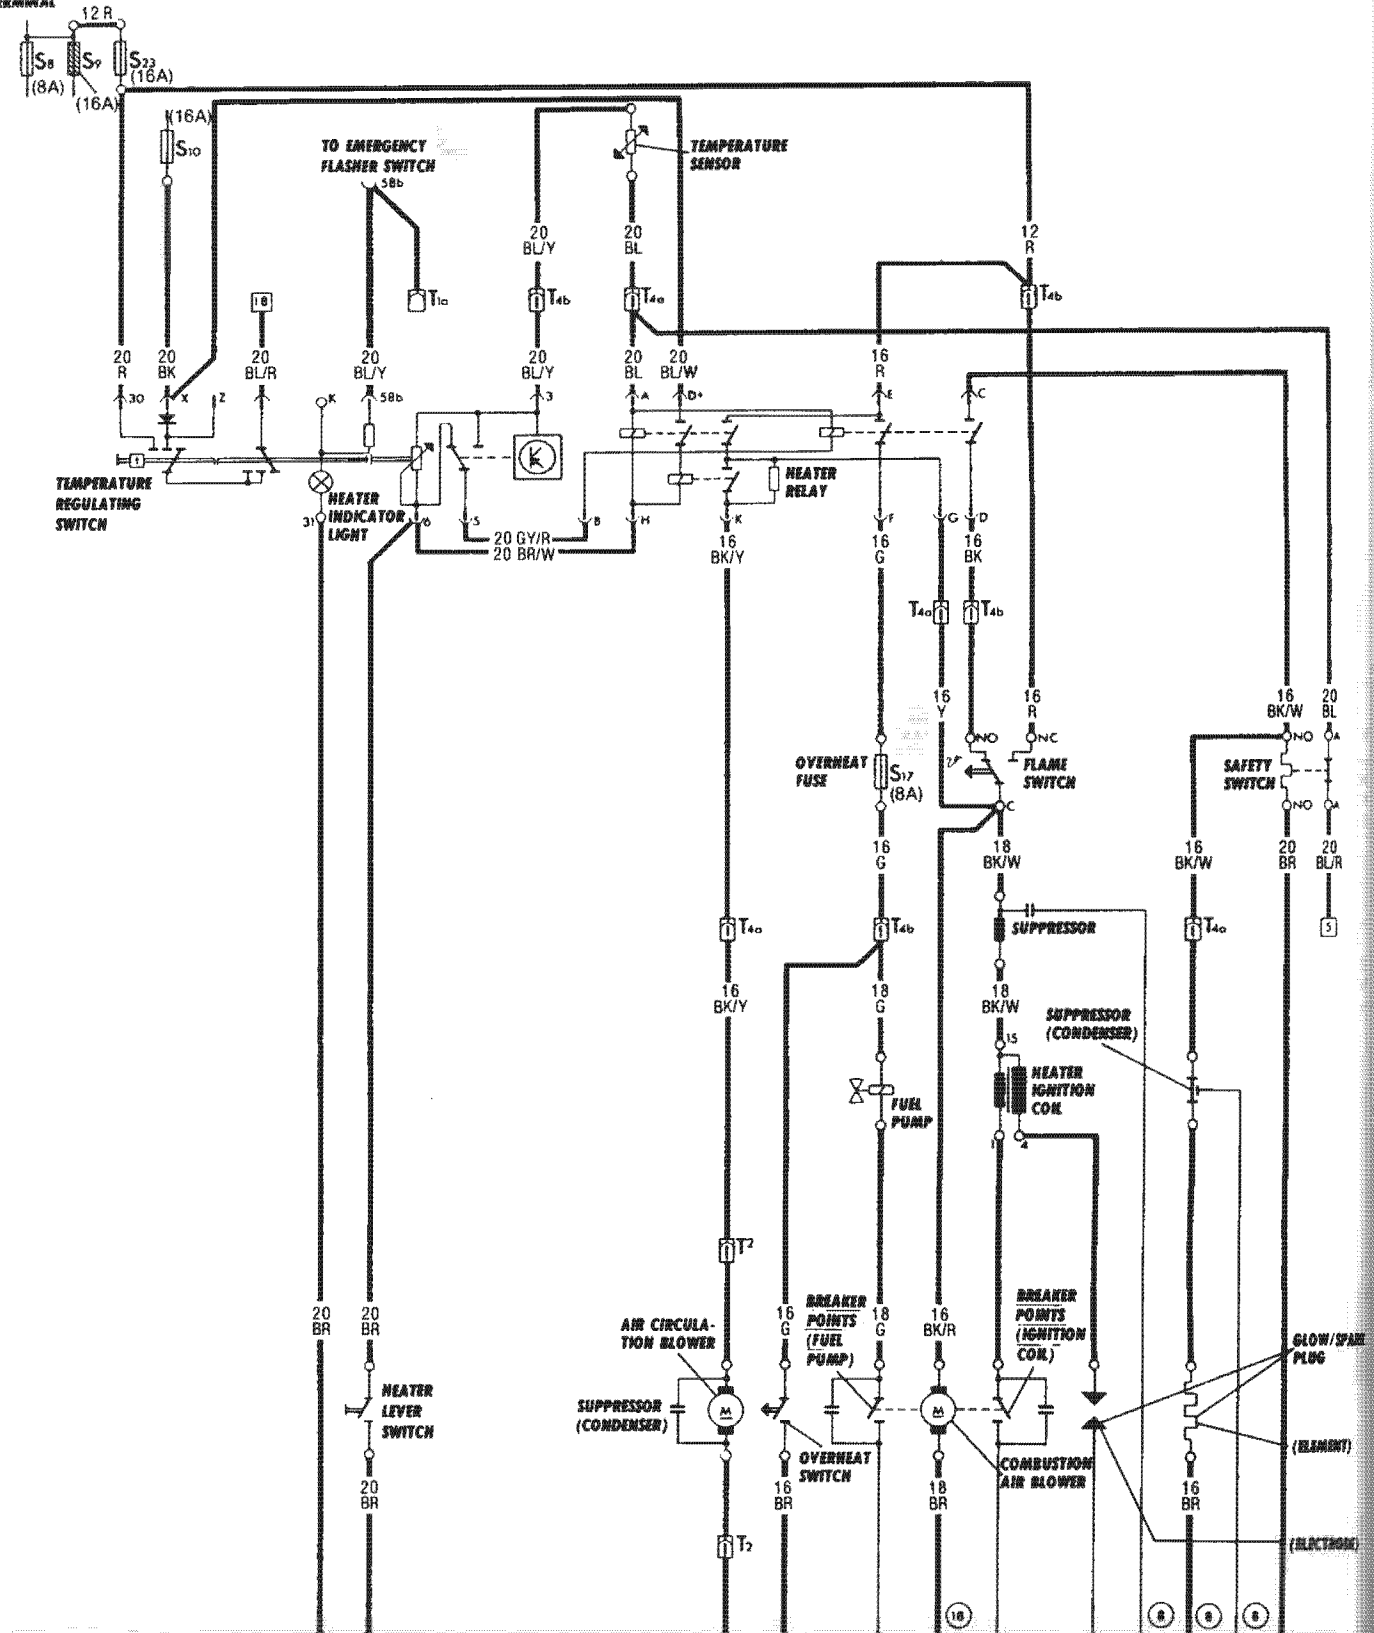 12 R
S8
(8A)
S9
(16A)
S23
(16A)
(16A)
S10
TO EMERGENCY
FLASHER SWITCH
58b
TEMPERATURE
SENSOR
20
BL/Y
20
BL
12
R
T1a
T4b
T4a
T4b
18
20
R
20
BK
20
BL/R
20
BL/Y
20
BL/Y
20
BL
20
BL/W
16
R
30
X
Z
K
58b
3
A
D+
E
C
TEMPERATURE
REGULATING
SWITCH
HEATER
INDICATOR
LIGHT
HEATER
RELAY
31
6
5
B
H
K
F
G
D
20 GY/R
20 BR/W
16
BK/Y
16
G
16
BK
T4a
T4b
16
Y
16
R
16
BK/W
20
BL
NO
NC
NO
A
OVERHEAT
FUSE
S17
(8A)
FLAME
SWITCH
SAFETY
SWITCH
C
NO
A
16
G
18
BK/W
16
BK/W
20
BR
20
BL/R
T4a
T4b
SUPPRESSOR
T4a
5
16
BK/Y
18
G
18
BK/W
SUPPRESSOR
(CONDENSER)
15
HEATER
IGNITION
COIL
FUEL
PUMP
1
4
T2
20
BR
20
BR
AIR CIRCULA-
TION BLOWER
16
G
BREAKER
POINTS
(FUEL
PUMP)
18
G
16
BK/R
BREAKER
POINTS
(IGNITION
COIL)
GLOW/SPARK
PLUG
HEATER
LEVER
SWITCH
SUPPRESSOR
(CONDENSER)
M
M
OVERHEAT
SWITCH
COMBUSTION
AIR BLOWER
(ELEMENT)
20
BR
16
BR
18
BR
16
BR
T2
(ELECTRODE)
18
8
8
8